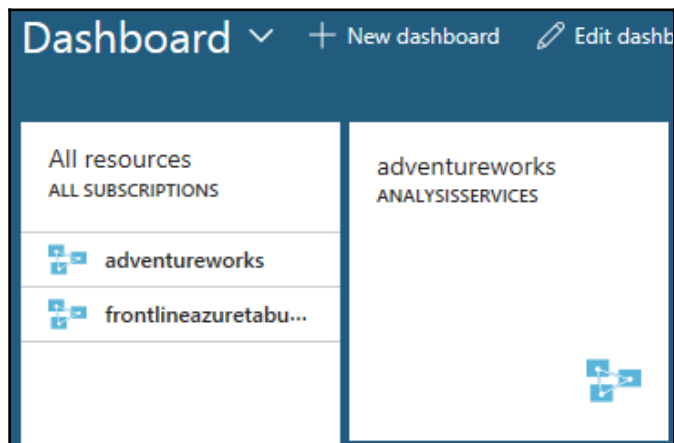 Dashboard
New dashboard
Edit dashb
All resources
ALL SUBSCRIPTIONS
adventureworks
frontlineazuretabu...
adventureworks
ANALYSISSERVICES